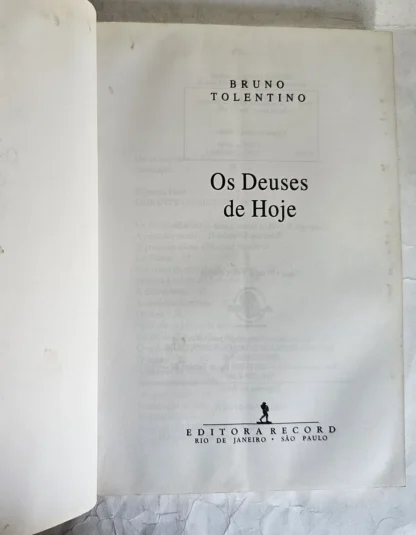 BRUNO
TOLENTINO
Os Deuses
de Hoje
EDITORA RECORD
RIO DE JANEIRO • SÃO PAULO